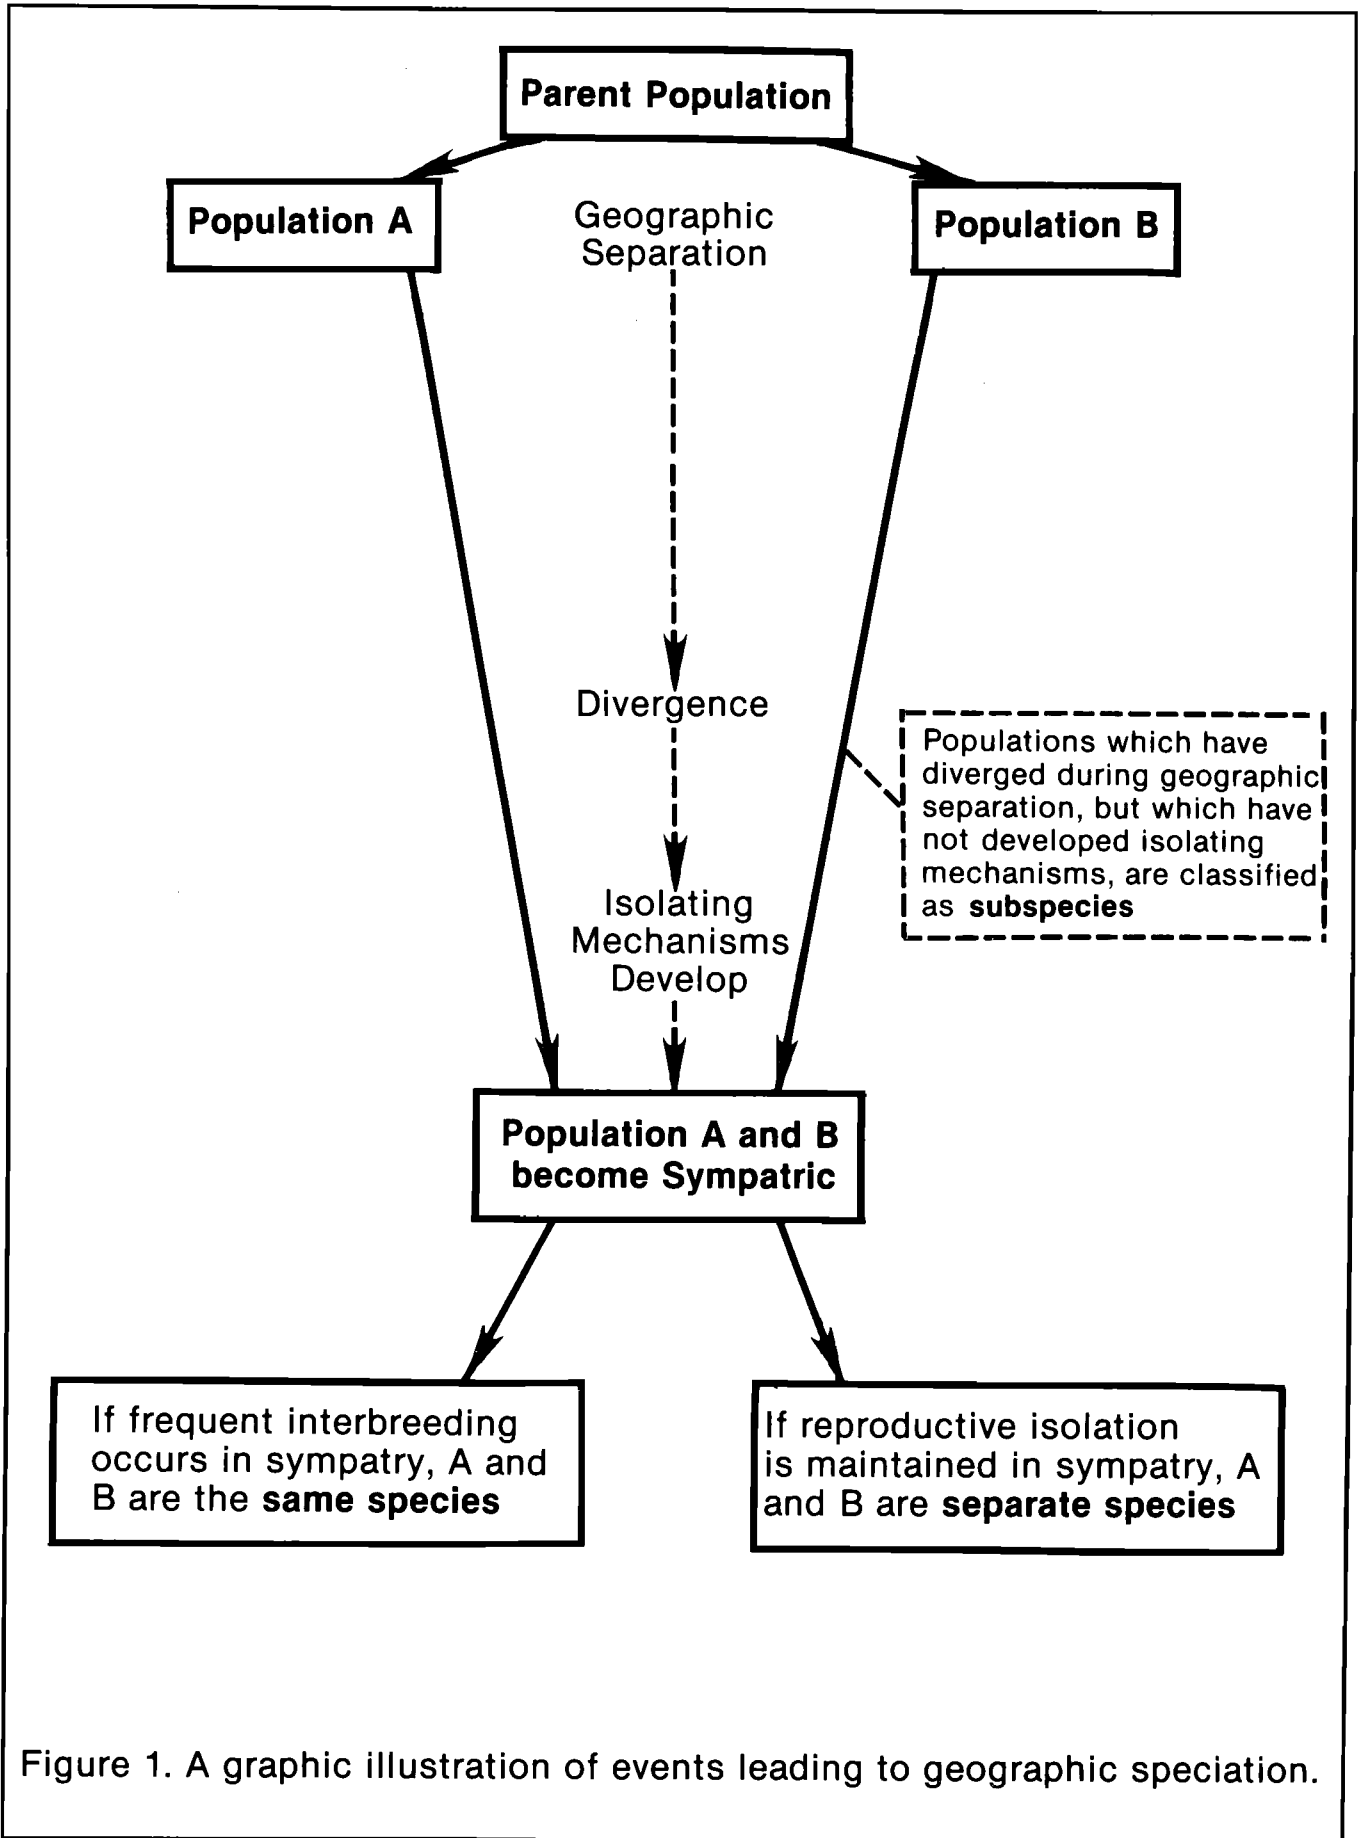 Parent Population
Population A
Geographic
Separation
Population B
Divergence
Populations which have
diverged during geographic
separation, but which have
not developed isolating
mechanisms, are classified
as subspecies
Isolating
Mechanisms
Develop
Population A and B
become Sympatric
If frequent interbreeding
occurs in sympatry, A and
B are the same species
If reproductive isolation
is maintained in sympatry, A
and B are separate species
Figure 1. A graphic illustration of events leading to geographic speciation.